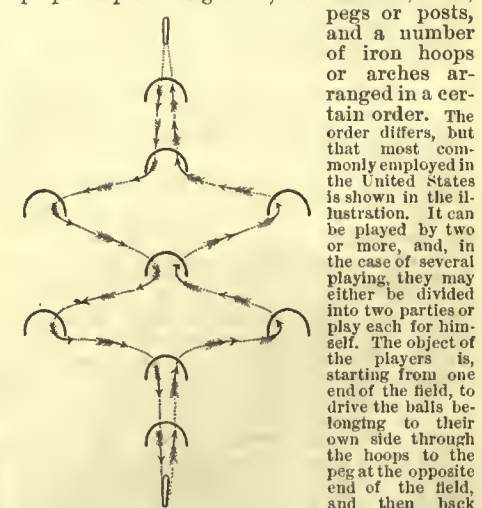 pegs or posts,
and a number
of iron hoops
or arches ar-
ranged in a cer-
tain order. The
order differs, but
that most com-
monly employed in
the United States
is shown in the il-
lustration. It can
be played by two
or more, and, in
the case of several
playing, they may
either be divided
into two parties or
play each for him-
self. The object of
the players is,
starting from one
end of the field, to
drive the balls be-
longing to their
own side through
the hoops to the
peg at the opposite
end of the field,
and then back